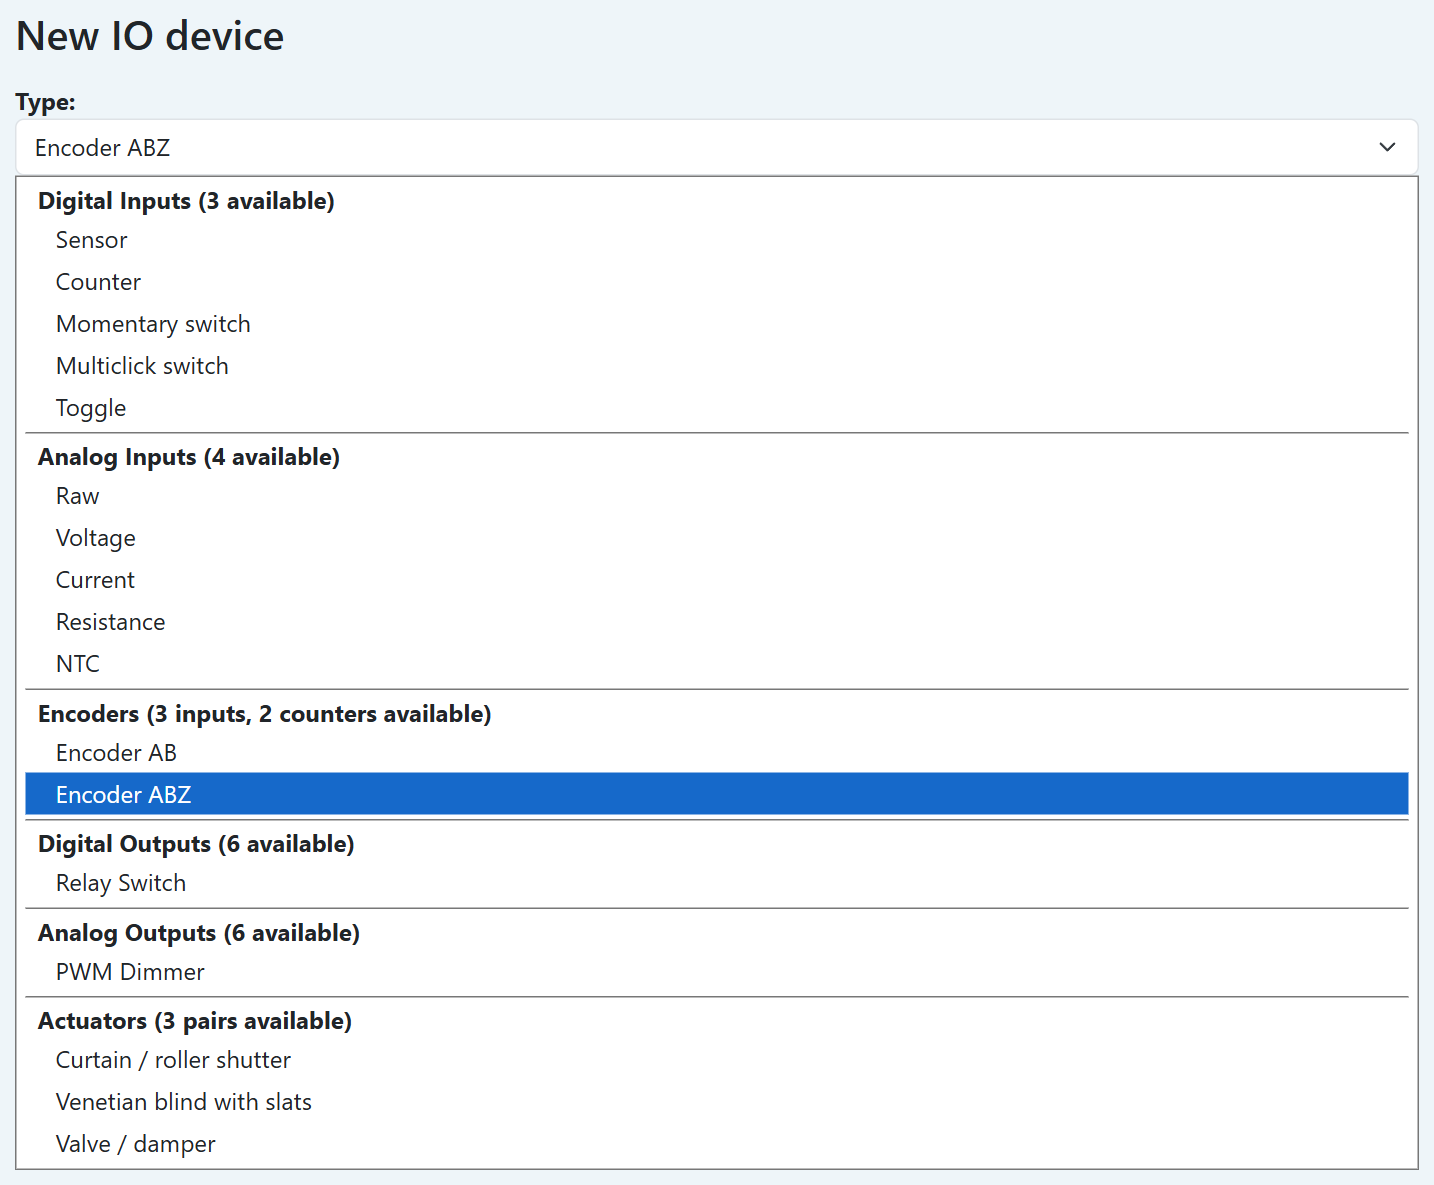 New IO device
Type:
Encoder ABZ
Digital Inputs (3 available)
Sensor
Counter
Momentary switch
Multiclick switch
Toggle
Analog Inputs (4 available)
Raw
Voltage
Current
Resistance
NTC
Encoders (3 inputs, 2 counters available)
Encoder AB
Encoder ABZ
Digital Outputs (6 available)
Relay Switch
Analog Outputs (6 available)
PWM Dimmer
Actuators (3 pairs available)
Curtain / roller shutter
Venetian blind with slats
Valve / damper